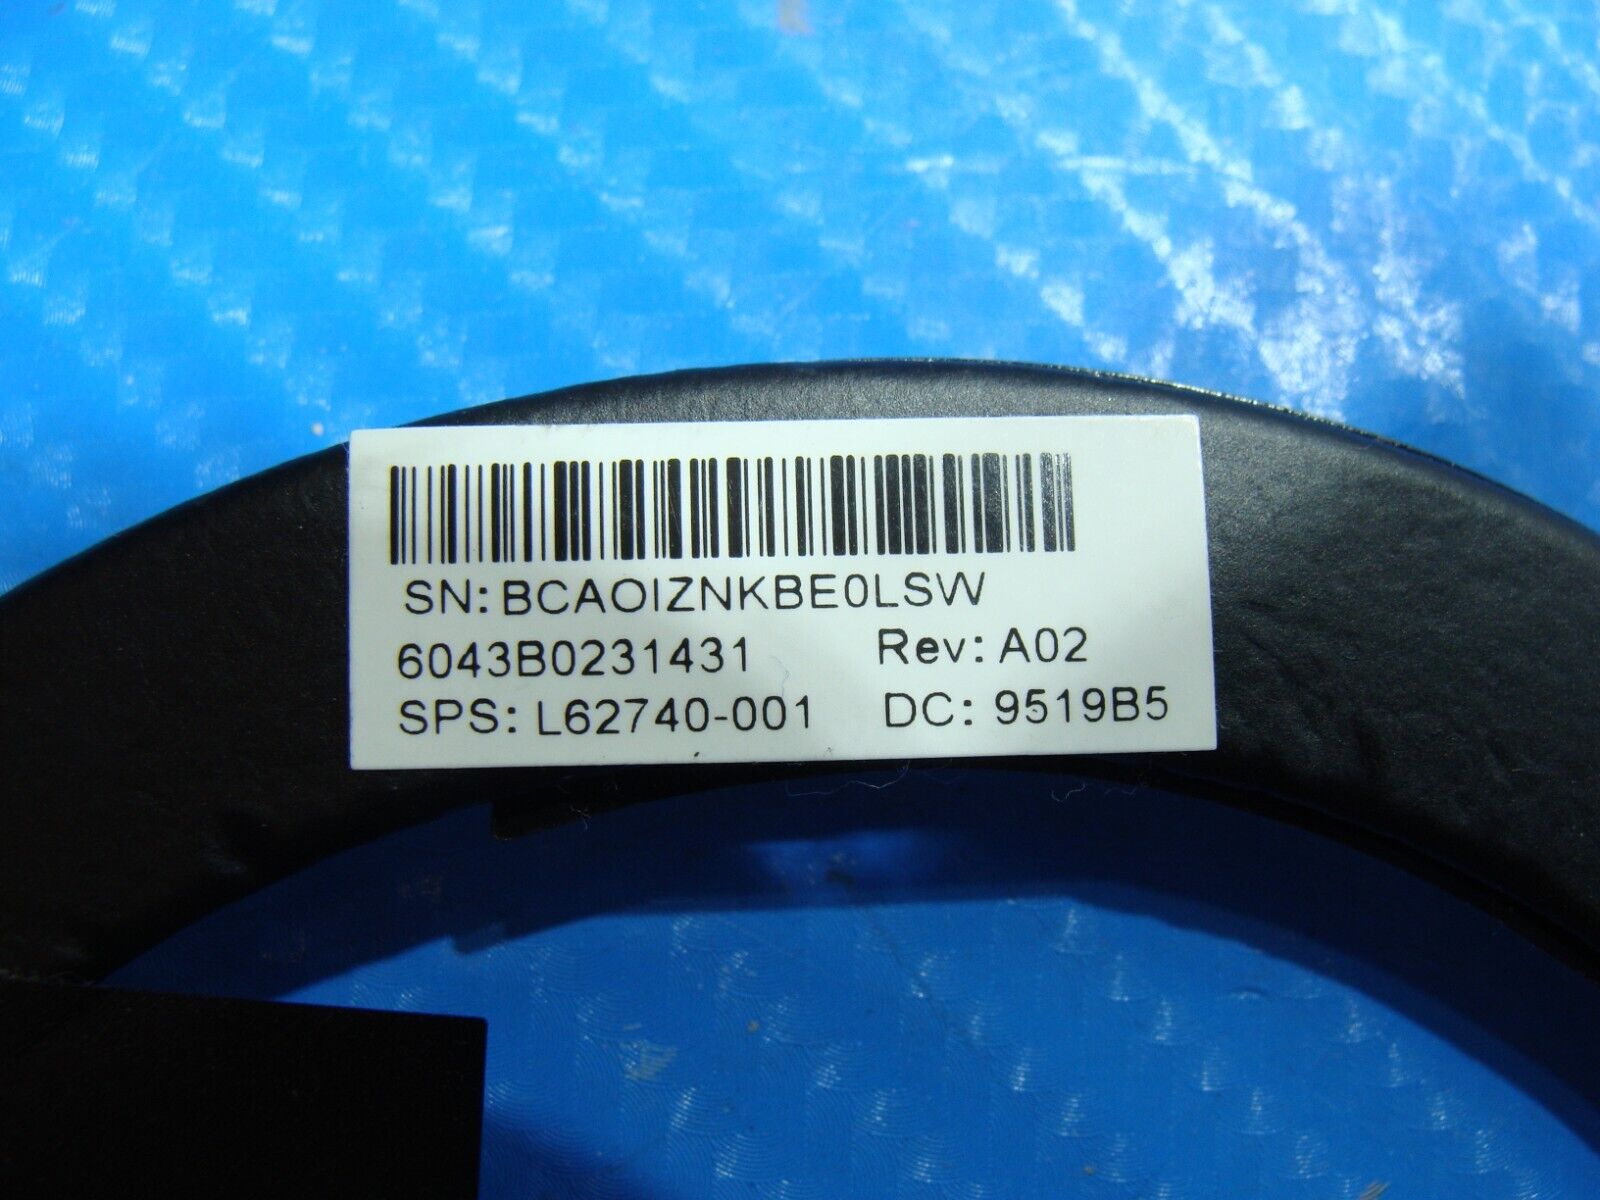 SN: BCAOIZNKBE0LSW
6043B0231431 Rev: A02
SPS: L62740-001 DC: 9519B5